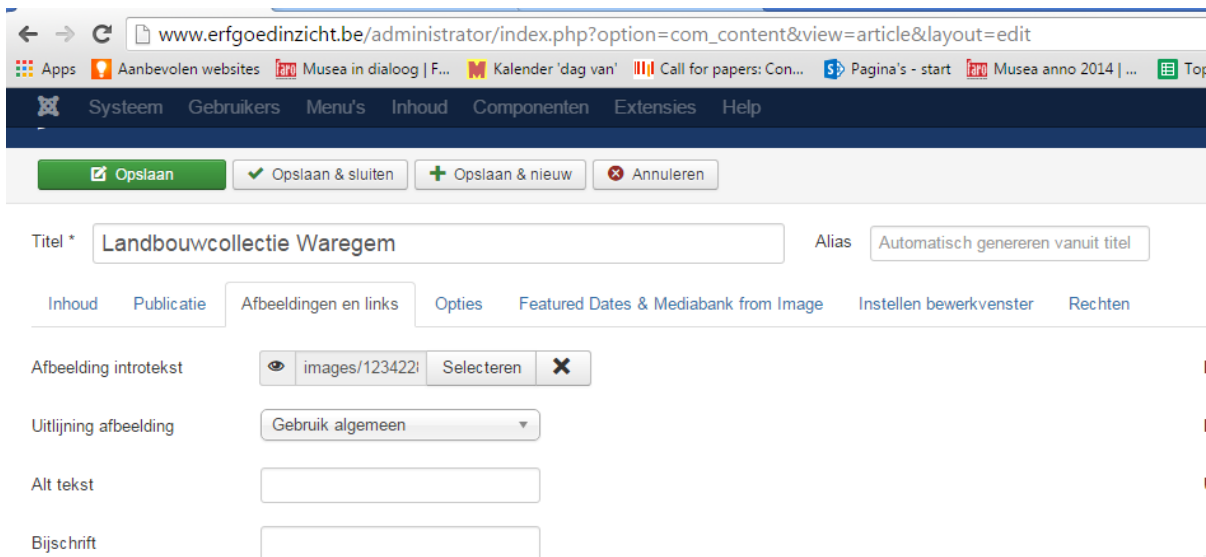 www.erfgoedinzicht.be/administrator/index.php?option=com_content&view=article&layout=edit
Apps Aanbevolen websites faro Musea in dialoog | F... M Kalender 'dag van' Call for papers: Con... S Pagina's - start faro Musea anno 2014 | ... Top
Systeem Gebruikers Menu's Inhoud Componenten Extensies Help
Opslaan Opslaan & sluiten Opslaan & nieuw Annuleren
Titel * Landbouwcollectie Waregem Alias Automatisch genereren vanuit titel
Inhoud Publicatie Afbeeldingen en links Opties Featured Dates & Mediabank from Image Instellen bewerkvenster Rechten
Afbeelding introtekst images/123422 Selecteren
Uitlijning afbeelding Gebruik algemeen
Alt tekst
Bijschrift